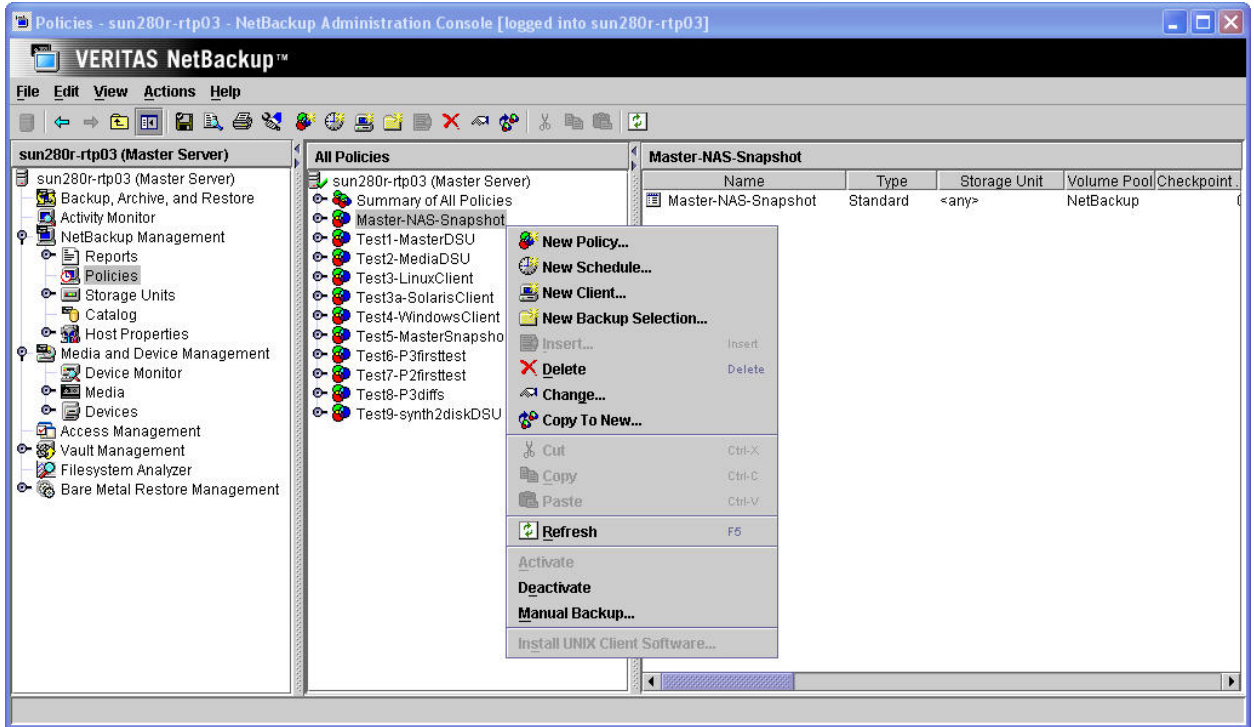 Policies - sun280r-rtp03 - NetBackup Administration Console [logged into sun280r-rtp03]
VERITAS NetBackup™
File Edit View Actions Help
sun280r-rtp03 (Master Server)
sun280r-rtp03 (Master Server)
Backup, Archive, and Restore
Activity Monitor
NetBackup Management
Reports
Policies
Storage Units
Catalog
Host Properties
Media and Device Management
Device Monitor
Media
Devices
Access Management
Vault Management
Filesystem Analyzer
Bare Metal Restore Management
All Policies
sun280r-rtp03 (Master Server)
Summary of All Policies
Master-NAS-Snapshot
Test1-MasterDSU
Test2-MediaDSU
Test3-LinuxClient
Test3a-SolarisClient
Test4-WindowsClient
Test5-MasterSnapsho
Test6-P3firsttest
Test7-P2firsttest
Test8-P3diffs
Test9-synth2diskDSU
New Policy...
New Schedule...
New Client...
New Backup Selection...
Insert... Insert
Delete Delete
Change...
Copy To New...
Cut Ctrl-X
Copy Ctrl-C
Paste Ctrl-V
Refresh F5
Activate
Deactivate
Manual Backup...
Install UNIX Client Software...
Master-NAS-Snapshot
Name Type Storage Unit Volume Pool Checkpoint .
Master-NAS-Snapshot Standard <any> NetBackup